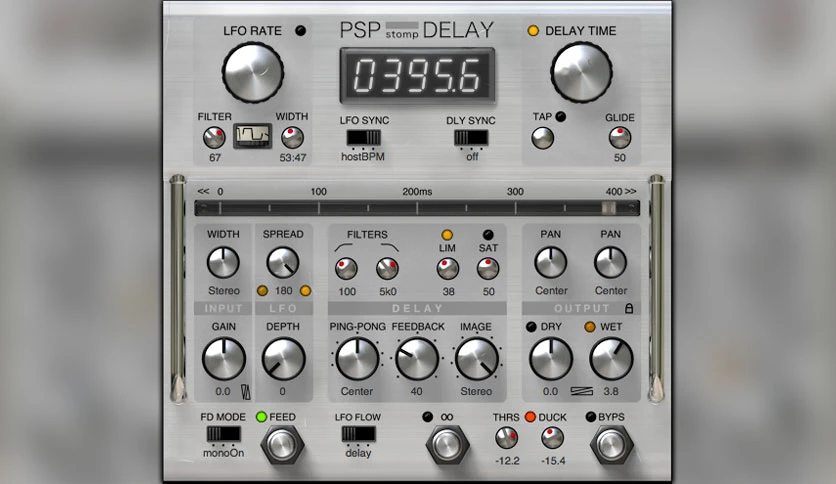 LFO RATE
PSP stomp DELAY
DELAY TIME
0395.6
FILTER
WIDTH
LFO SYNC
DLY SYNC
TAP
GLIDE
67
53:47
hostBPM
off
50
<< 0 100 200ms 300 400 >>
WIDTH
SPREAD
FILTERS
LIM
SAT
PAN
PAN
Stereo
180
100
5k0
38
50
Center
Center
INPUT
LFO
DELAY
OUTPUT
GAIN
DEPTH
PING-PONG
FEEDBACK
IMAGE
DRY
WET
0.0
0
Center
40
Stereo
0.0
3.8
FD MODE
FEED
LFO FLOW
∞
THRS
DUCK
BYPS
monoOn
delay
-12.2
-15.4